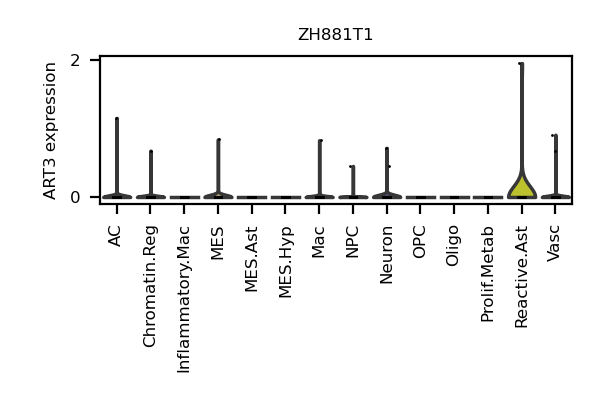 ZH881T1
ART3 expression
2
0
AC
Chromatin.Reg
Inflammatory.Mac
MES
MES.Ast
MES.Hyp
Mac
NPC
Neuron
OPC
Oligo
Prolif.Metab
Reactive.Ast
Vasc